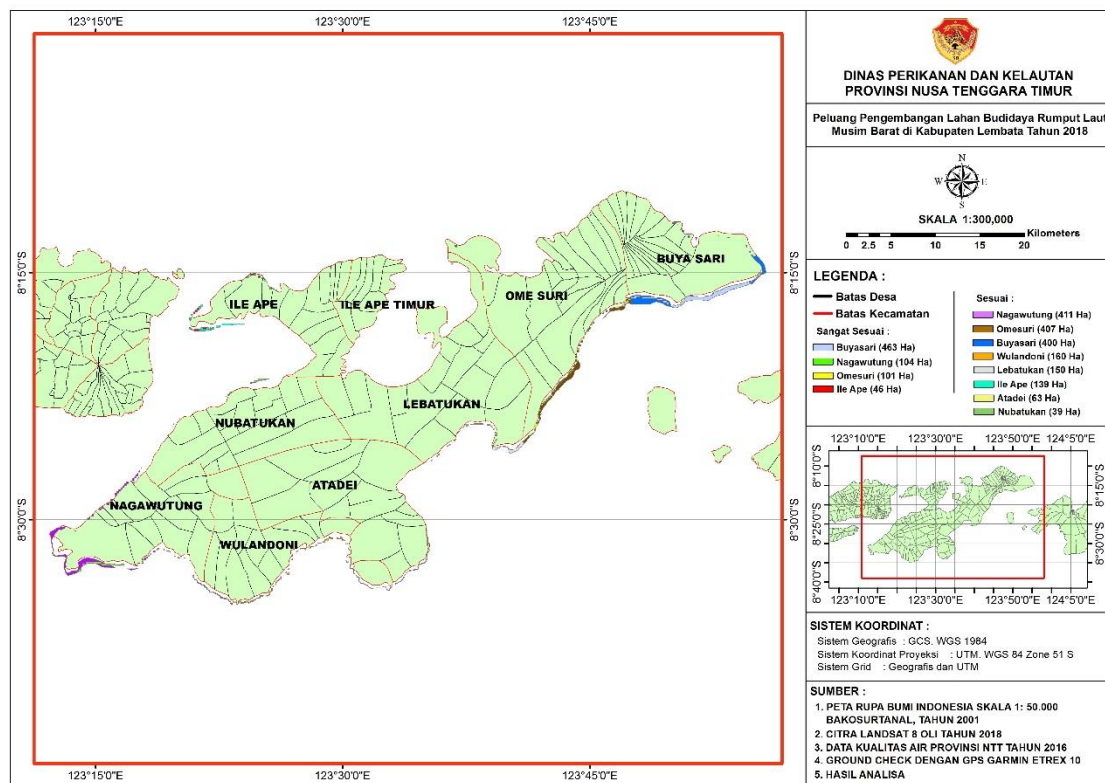 123°15'0"E 123°30'0"E 123°45'0"E
8°15'0"S 8°15'0"S
8°30'0"S 8°30'0"S
BUYA SARI
OME SURI
ILE APE
ILE APE TIMUR
LEBATUKAN
NUBATUKAN
ATADEI
NAGAWUTUNG
WULANDONI
123°15'0"E 123°30'0"E 123°45'0"E
DINAS PERIKANAN DAN KELAUTAN
PROVINSI NUSA TENGGARA TIMUR
Peluang Pengembangan Lahan Budidaya Rumput Laut
Musim Barat di Kabupaten Lembata Tahun 2018
N
W E
S
SKALA 1:300,000
Kilometers
0 2.5 5 10 15 20
LEGENDA :
Batas Desa
Batas Kecamatan
Sangat Sesuai :
Buyasari (463 Ha)
Nagawutung (104 Ha)
Omesuri (101 Ha)
Ile Ape (46 Ha)
Sesuai :
Nagawutung (411 Ha)
Omesuri (407 Ha)
Buyasari (400 Ha)
Wulandoni (160 Ha)
Lebatukan (150 Ha)
Ile Ape (139 Ha)
Atadei (63 Ha)
Nubatukan (39 Ha)
123°10'0"E 123°30'0"E 123°50'0"E 124°5'0"E
8°10'0"S
8°25'0"S
8°40'0"S
8°15'0"S
8°30'0"S
123°10'0"E 123°30'0"E 123°50'0"E 124°5'0"E
SISTEM KOORDINAT :
Sistem Geografis : GCS. WGS 1984
Sistem Koordinat Proyeksi : UTM. WGS 84 Zone 51 S
Sistem Grid : Geografis dan UTM
SUMBER :
1. PETA RUPA BUMI INDONESIA SKALA 1: 50.000
BAKOSURTANAL, TAHUN 2001
2. CITRA LANDSAT 8 OLI TAHUN 2018
3. DATA KUALITAS AIR PROVINSI NTT TAHUN 2016
4. GROUND CHECK DENGAN GPS GARMIN ETREX 10
5. HASIL ANALISA